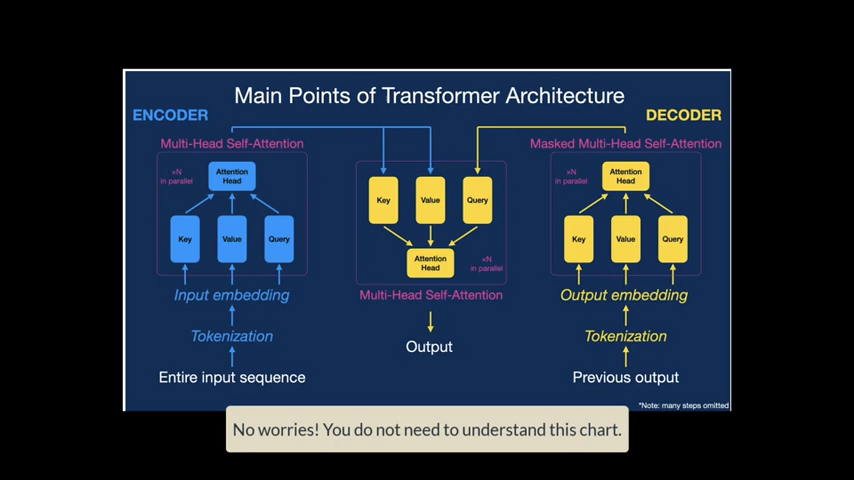 Main Points of Transformer Architecture
ENCODER
DECODER
Multi-Head Self-Attention
×N
in parallel
Attention
Head
Key
Value
Query
Input embedding
Tokenization
Entire input sequence
Key
Value
Query
Attention
Head
×N
in parallel
Multi-Head Self-Attention
Output
Masked Multi-Head Self-Attention
×N
in parallel
Attention
Head
Key
Value
Query
Output embedding
Tokenization
Previous output
*Note: many steps omitted
No worries! You do not need to understand this chart.